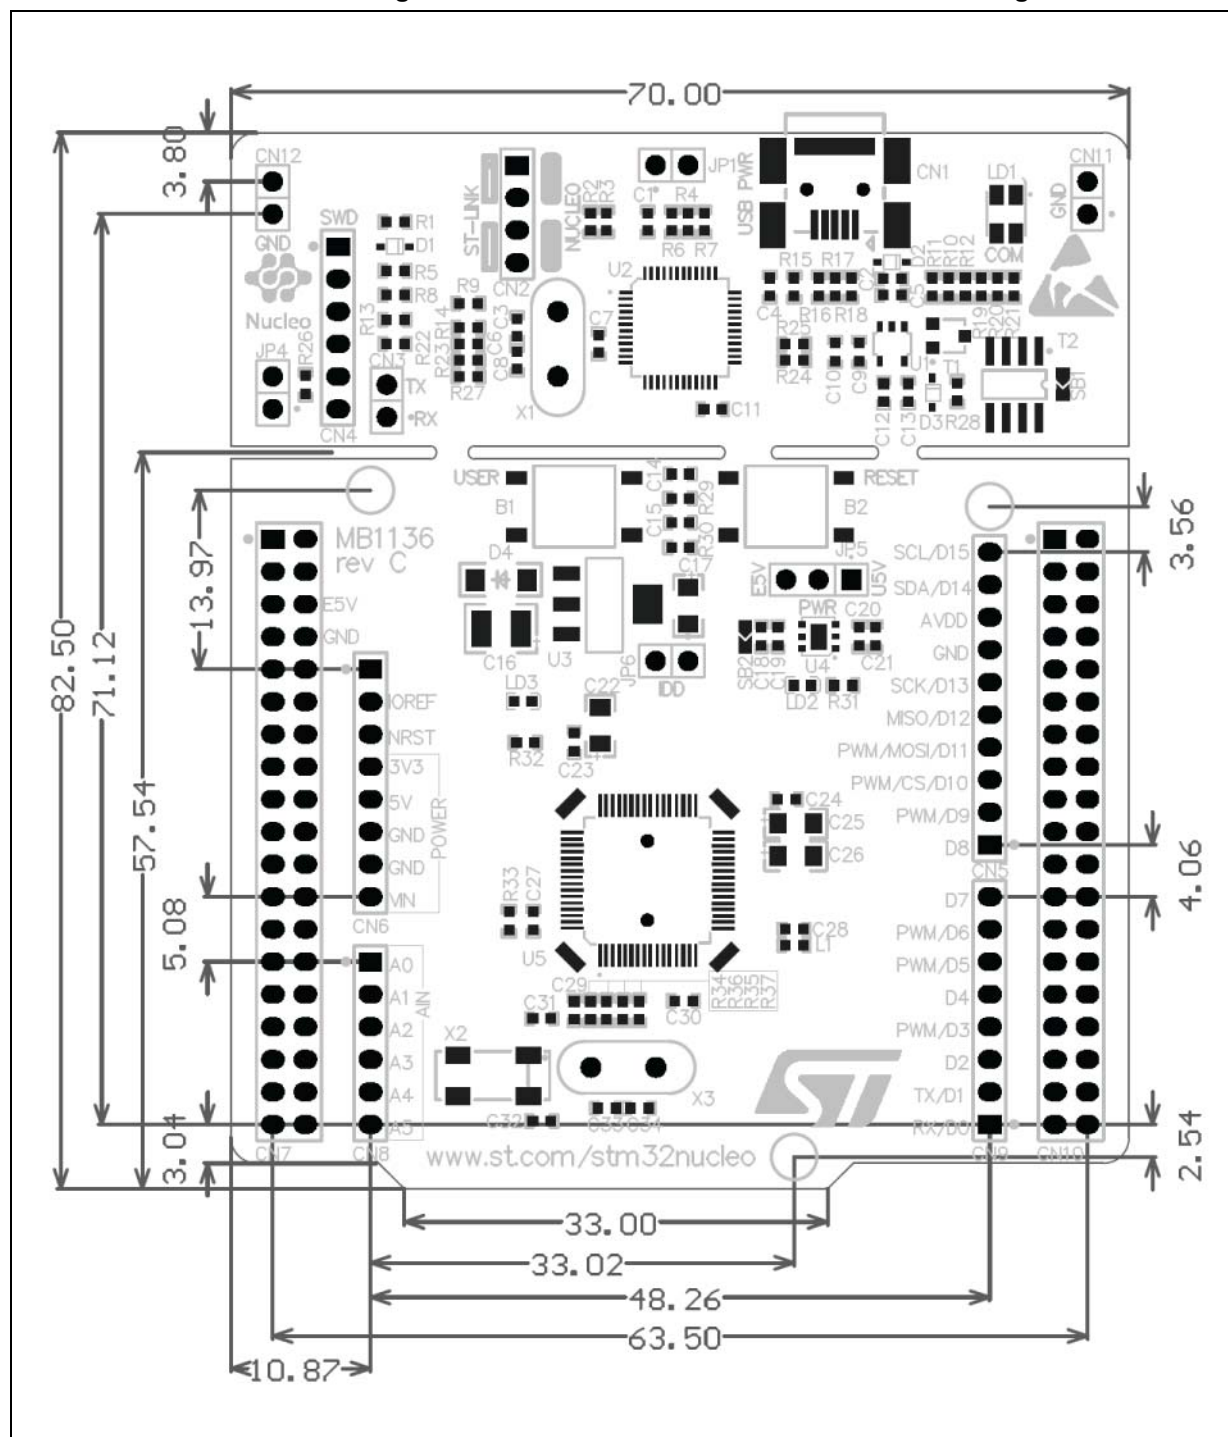 70.00
3.80
82.50
71.12
57.54
13.97
5.08
3.04
3.56
4.06
2.54
CN12
GND
Nucleo
SWD
CN4
JP4
R26
R1
D1
R5
R8
R13
R22
CN3
TX
RX
ST-LINK
NUCLEO
CN2
R9
R14
R23
R27
C3
C6
C8
X1
C7
R2
R3
C1
JP1
R4
R6
R7
U2
C11
USB PWR
CN1
LD1
COM
CN11
GND
R15
R17
C4
R16
R18
R25
R24
C2
D2
C5
R11
R10
R12
R19
R20
R21
C10
C9
U1
T1
T2
SB1
C12
C13
D3
R28
USER
B1
C14
R29
C15
R30
B2
RESET
MB1136
rev C
D4
C16
U3
C17
JP6
IDD
E5V
JP5
U5V
PWR
SB2
C18
C19
U4
C20
C21
LD2
R31
LD3
R32
C22
C23
E5V
GND
IOREF
NRST
3V3
5V
GND
GND
VIN
POWER
CN6
A0
A1
A2
A3
A4
A5
AIN
CN7
CN8
SCL/D15
SDA/D14
AVDD
GND
SCK/D13
MISO/D12
PWM/MOSI/D11
PWM/CS/D10
PWM/D9
D8
CN5
D7
PWM/D6
PWM/D5
D4
PWM/D3
D2
TX/D1
RX/D0
CN9
CN10
C24
C25
C26
C28
L1
R33
C27
U5
C29
C31
C30
R34
R36
R35
R37
X2
X3
C32
C33
C34
ST
www.st.com/stm32nucleo
33.00
33.02
48.26
63.50
10.87